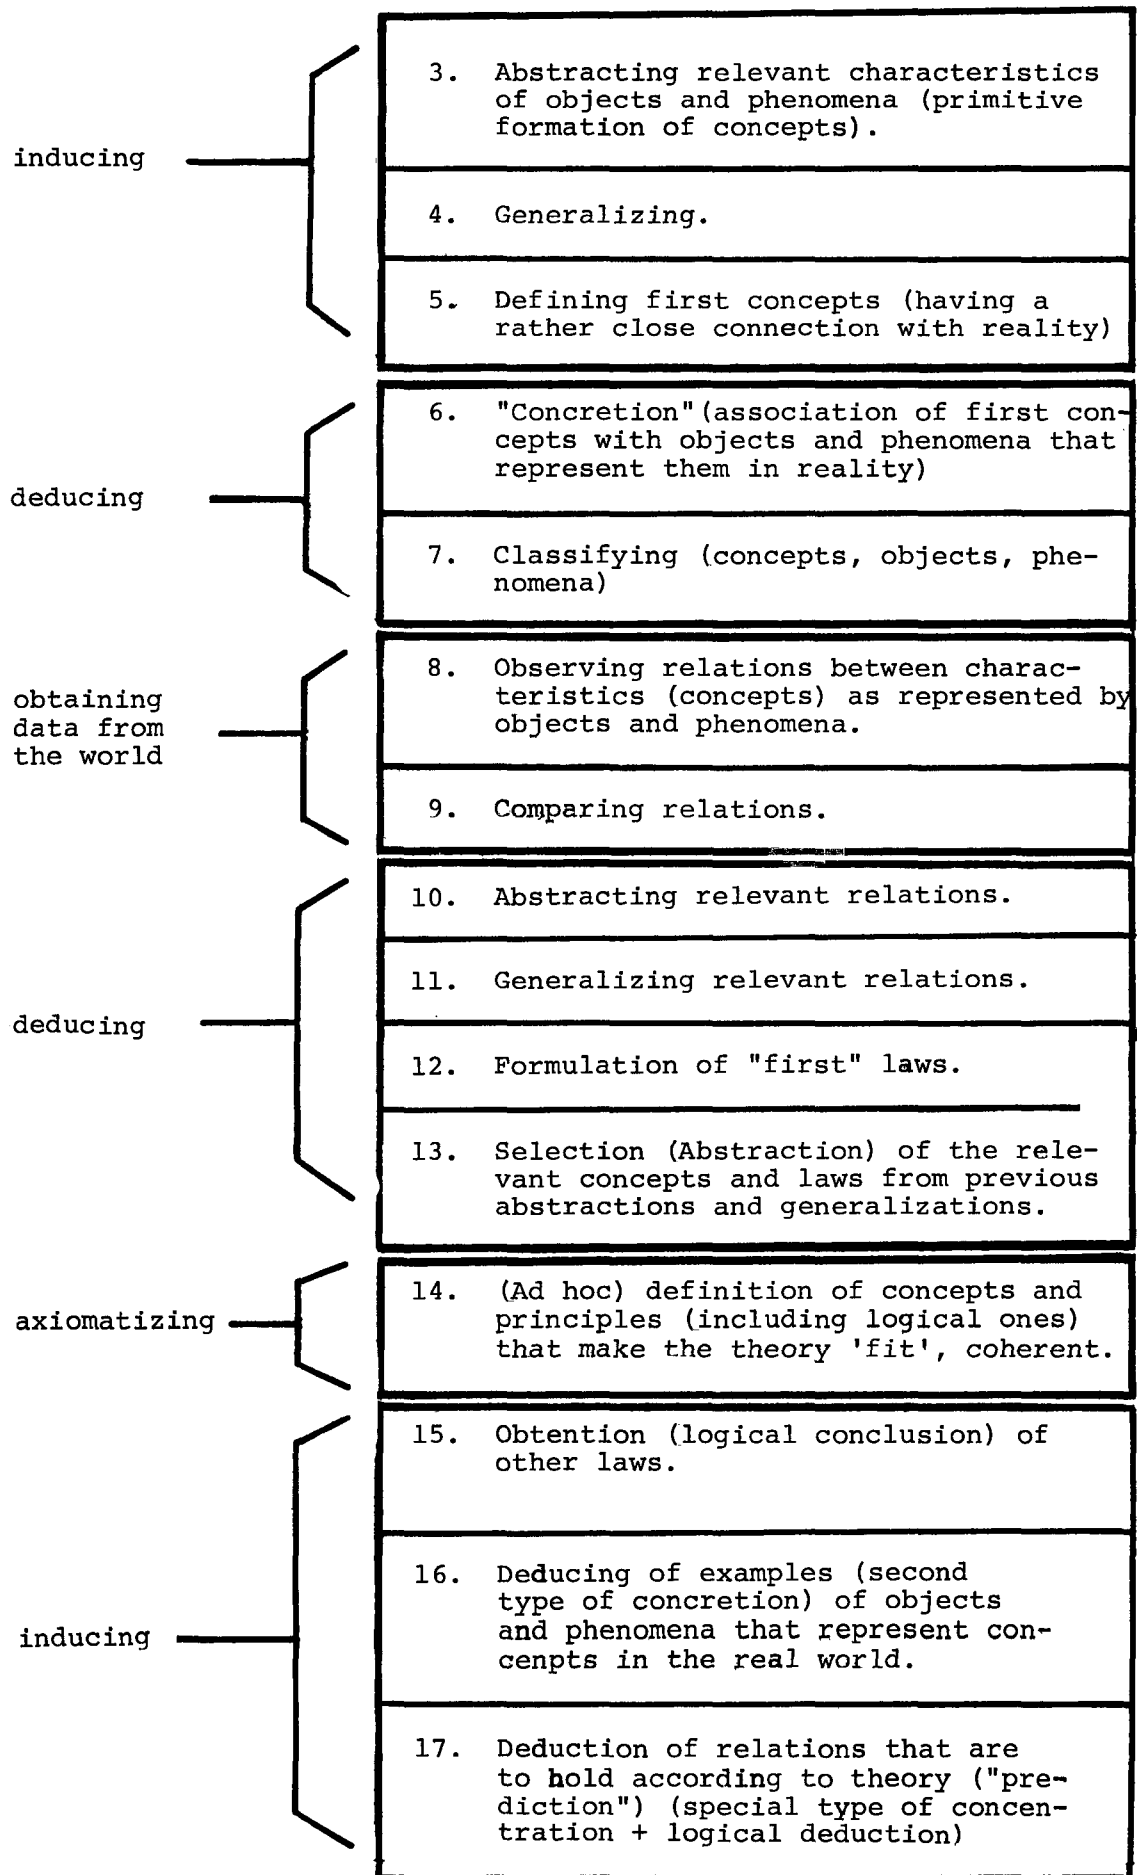 3. Abstracting relevant characteristics
of objects and phenomena (primitive
formation of concepts).
inducing
4. Generalizing.
5. Defining first concepts (having a
rather close connection with reality)
6. "Concretion" (association of first con-
cepts with objects and phenomena that
represent them in reality)
deducing
7. Classifying (concepts, objects, phe-
nomena)
8. Observing relations between charac-
teristics (concepts) as represented by
objects and phenomena.
obtaining
data from
the world
9. Comparing relations.
10. Abstracting relevant relations.
11. Generalizing relevant relations.
deducing
12. Formulation of "first" laws.
13. Selection (Abstraction) of the rele-
vant concepts and laws from previous
abstractions and generalizations.
14. (Ad hoc) definition of concepts and
principles (including logical ones)
that make the theory 'fit', coherent.
axiomatizing
15. Obtention (logical conclusion) of
other laws.
16. Deducing of examples (second
type of concretion) of objects
and phenomena that represent con-
cenpts in the real world.
inducing
17. Deduction of relations that are
to hold according to theory ("pre-
diction") (special type of concen-
tration + logical deduction)